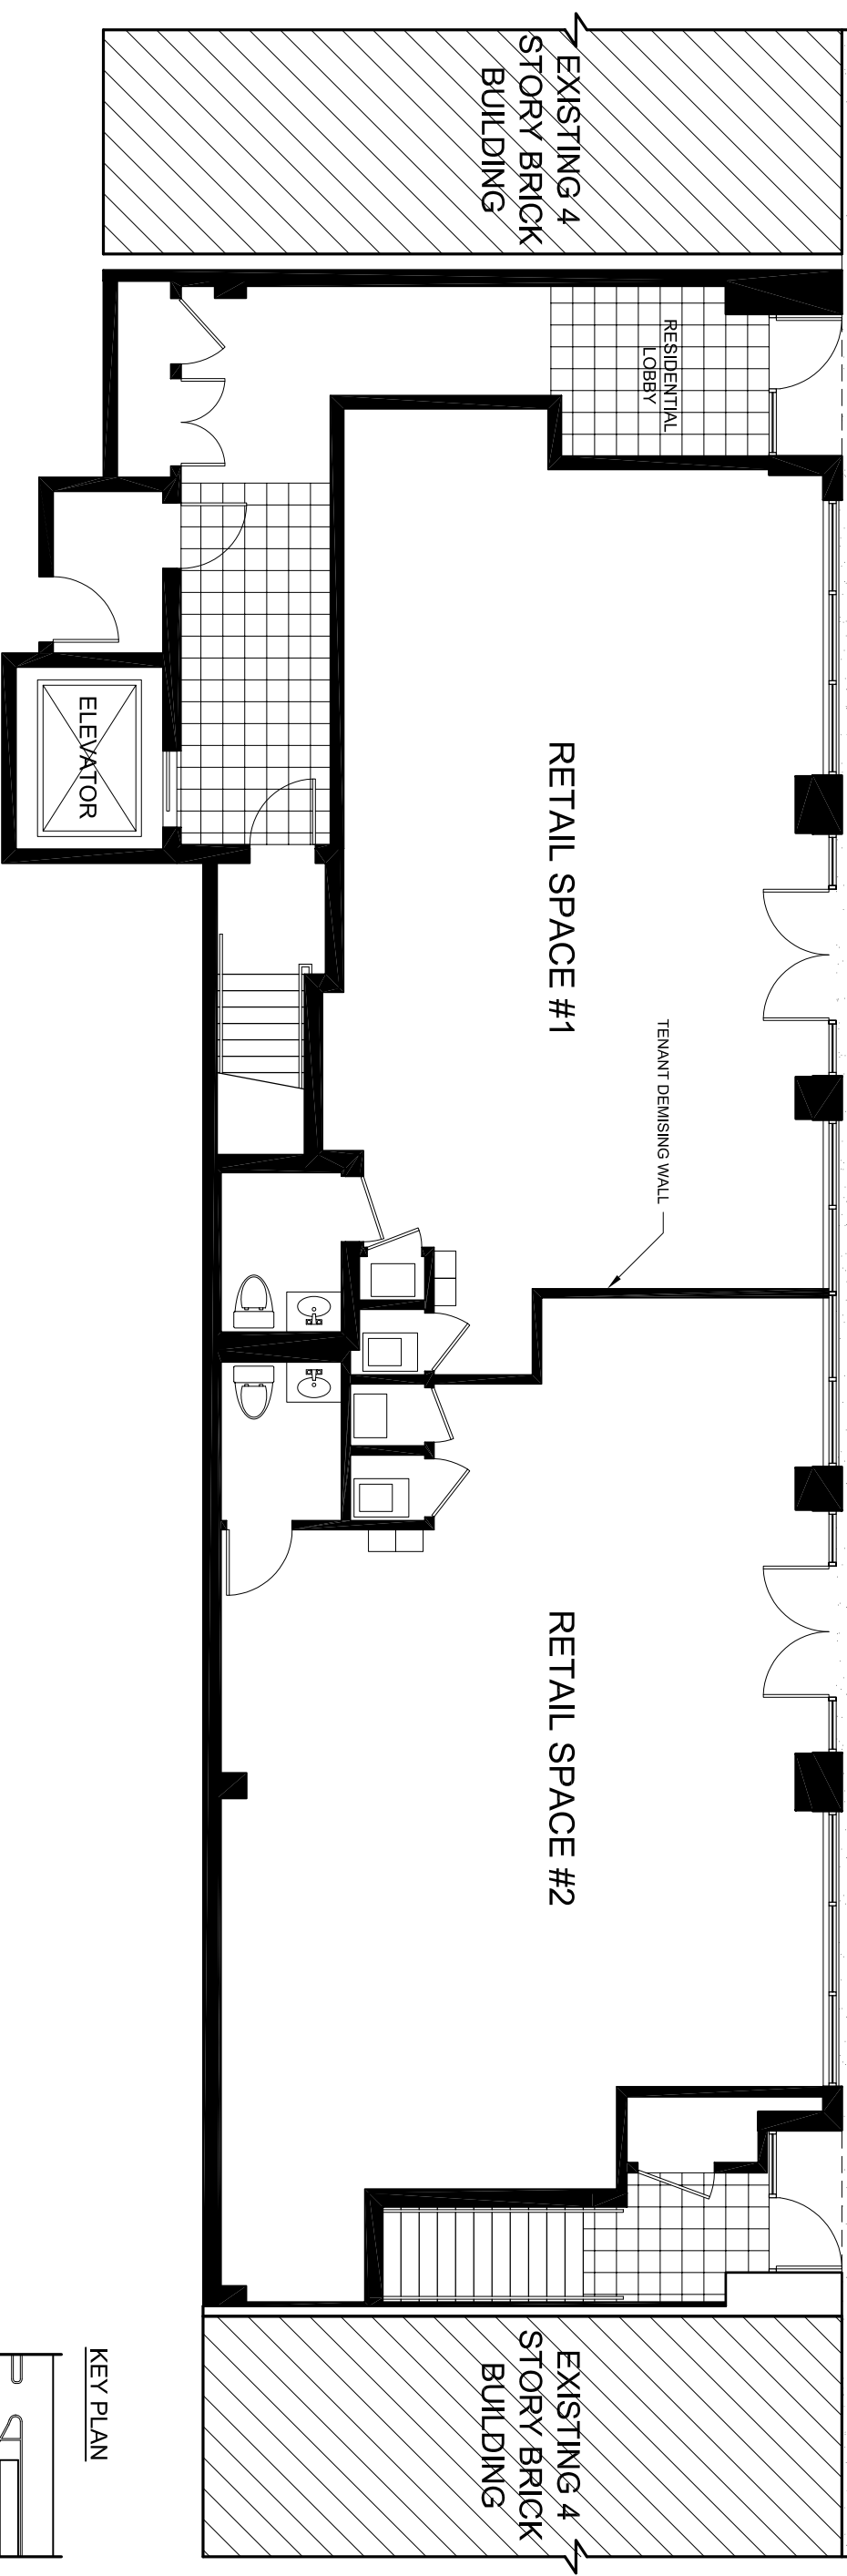 EXISTING 4
STORY BRICK
BUILDING
RESIDENTIAL
LOBBY
ELEVATOR
RETAIL SPACE #1
TENANT DEMISING WALL
RETAIL SPACE #2
EXISTING 4
STORY BRICK
BUILDING
KEY PLAN